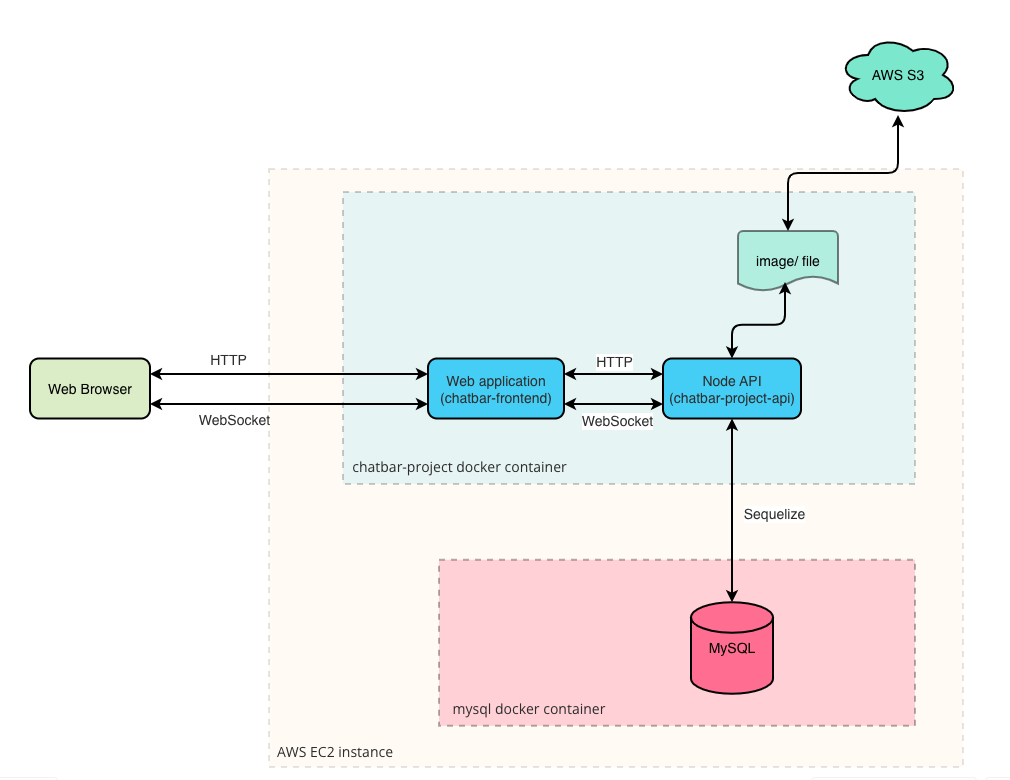 AWS S3
image/ file
HTTP
HTTP
Web Browser
Web application
(chatbar-frontend)
Node API
(chatbar-project-api)
WebSocket
WebSocket
chatbar-project docker container
Sequelize
MySQL
mysql docker container
AWS EC2 instance